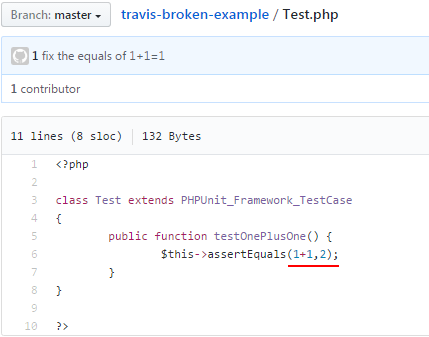 Branch: master travis-broken-example / Test.php
1 fix the equals of 1+1=1
1 contributor
11 lines (8 sloc) 132 Bytes
1 <?php
2
3 class Test extends PHPUnit_Framework_TestCase
4 {
5 public function testOnePlusOne() {
6 $this->assertEquals(1+1,2);
7 }
8 }
9
10 ?>